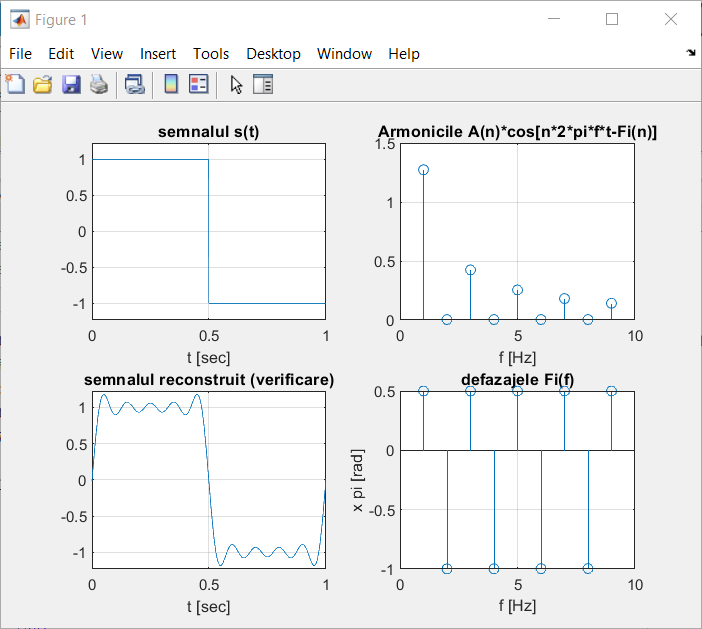 Figure 1
File Edit View Insert Tools Desktop Window Help
semnalul s(t)
1
0.5
0
-0.5
-1
0 0.5 1
t [sec]
Armonicile A(n)*cos[n*2*pi*f*t-Fi(n)]
1.5
1
0.5
0
0 5 10
f [Hz]
semnalul reconstruit (verificare)
1
0.5
0
-0.5
-1
0 0.5 1
t [sec]
defazajele Fi(f)
x pi [rad]
0.5
0
-0.5
-1
0 5 10
f [Hz]